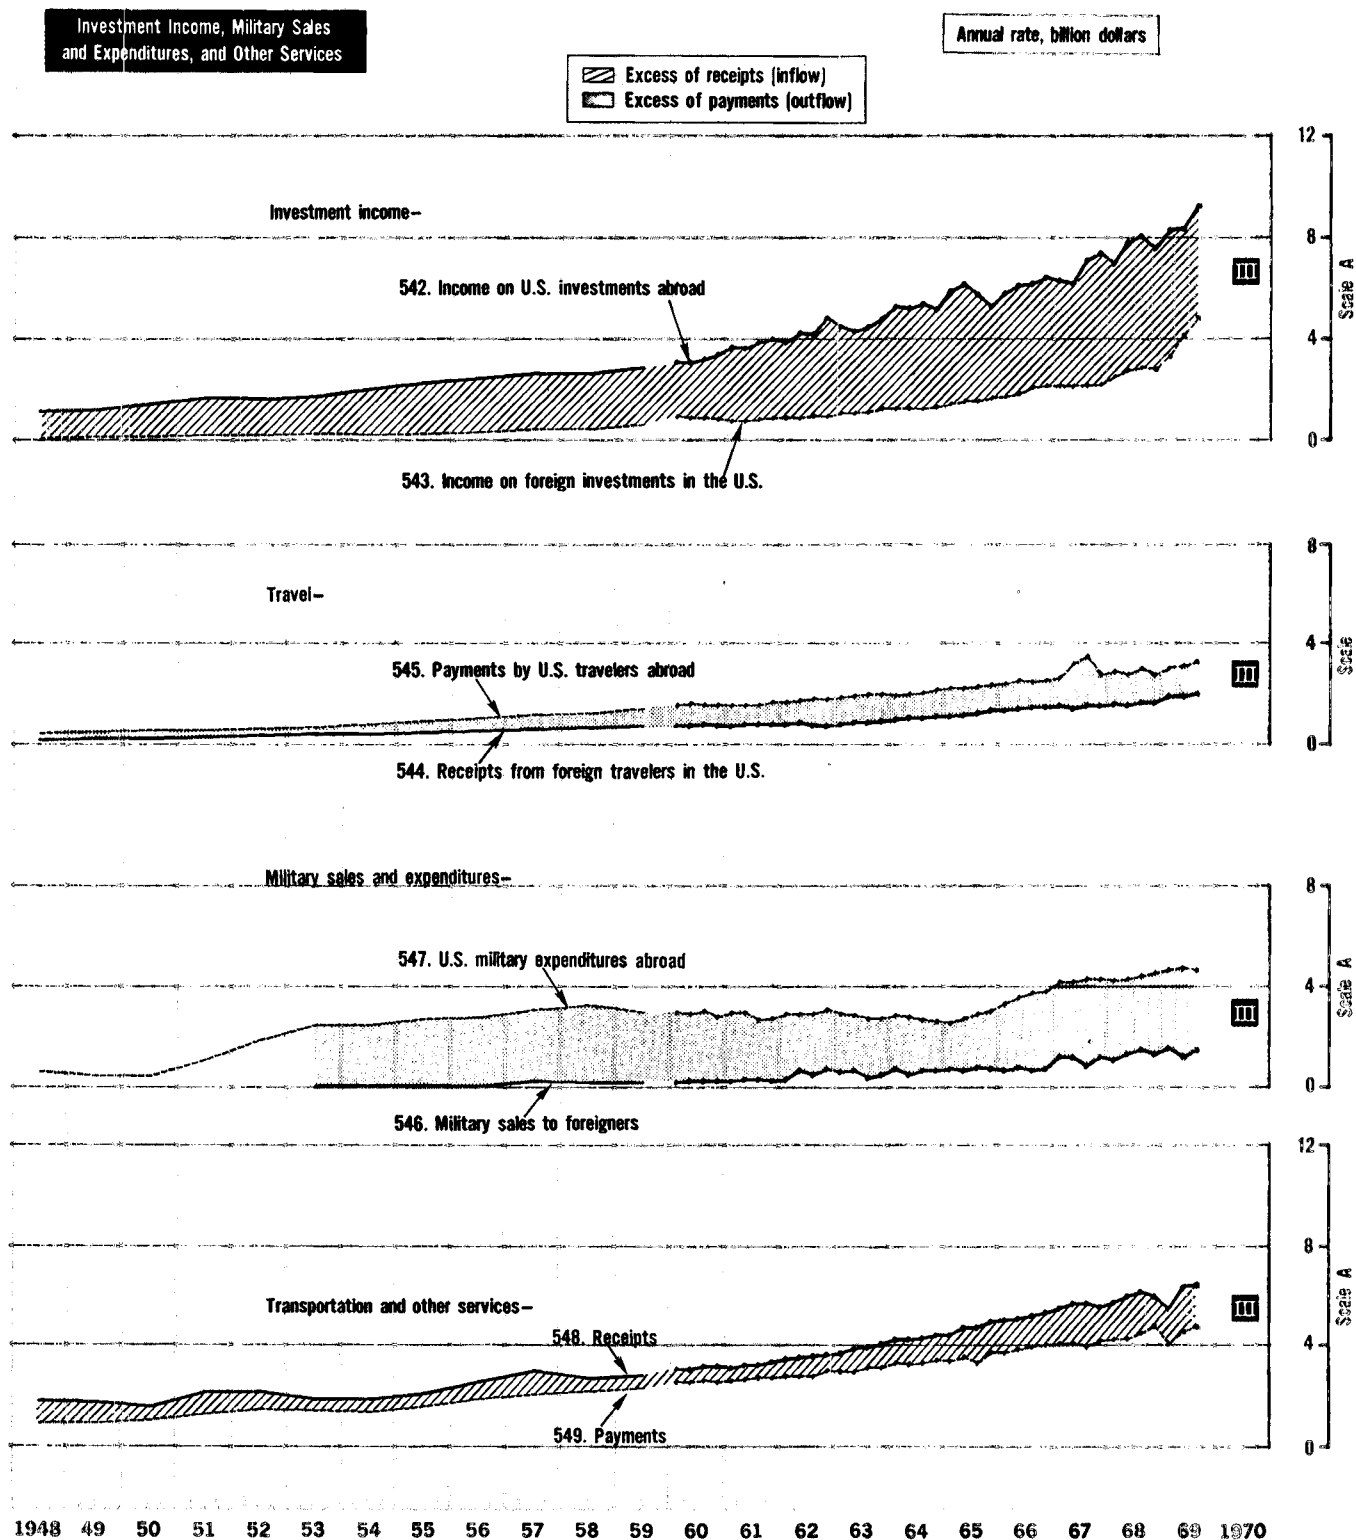 Investment Income, Military Sales
and Expenditures, and Other Services
Annual rate, billion dollars
Excess of receipts (inflow)
Excess of payments (outflow)
12
Investment income–
8
542. Income on U.S. investments abroad
III
Scale A
4
0
543. Income on foreign investments in the U.S.
8
Travel–
4
545. Payments by U.S. travelers abroad
III
Scale
0
544. Receipts from foreign travelers in the U.S.
Military sales and expenditures–
8
547. U.S. military expenditures abroad
4
III
Scale A
0
546. Military sales to foreigners
12
8
Transportation and other services–
III
Scale A
548. Receipts
4
549. Payments
0
1948 49 50 51 52 53 54 55 56 57 58 59 60 61 62 63 64 65 66 67 68 69 1970